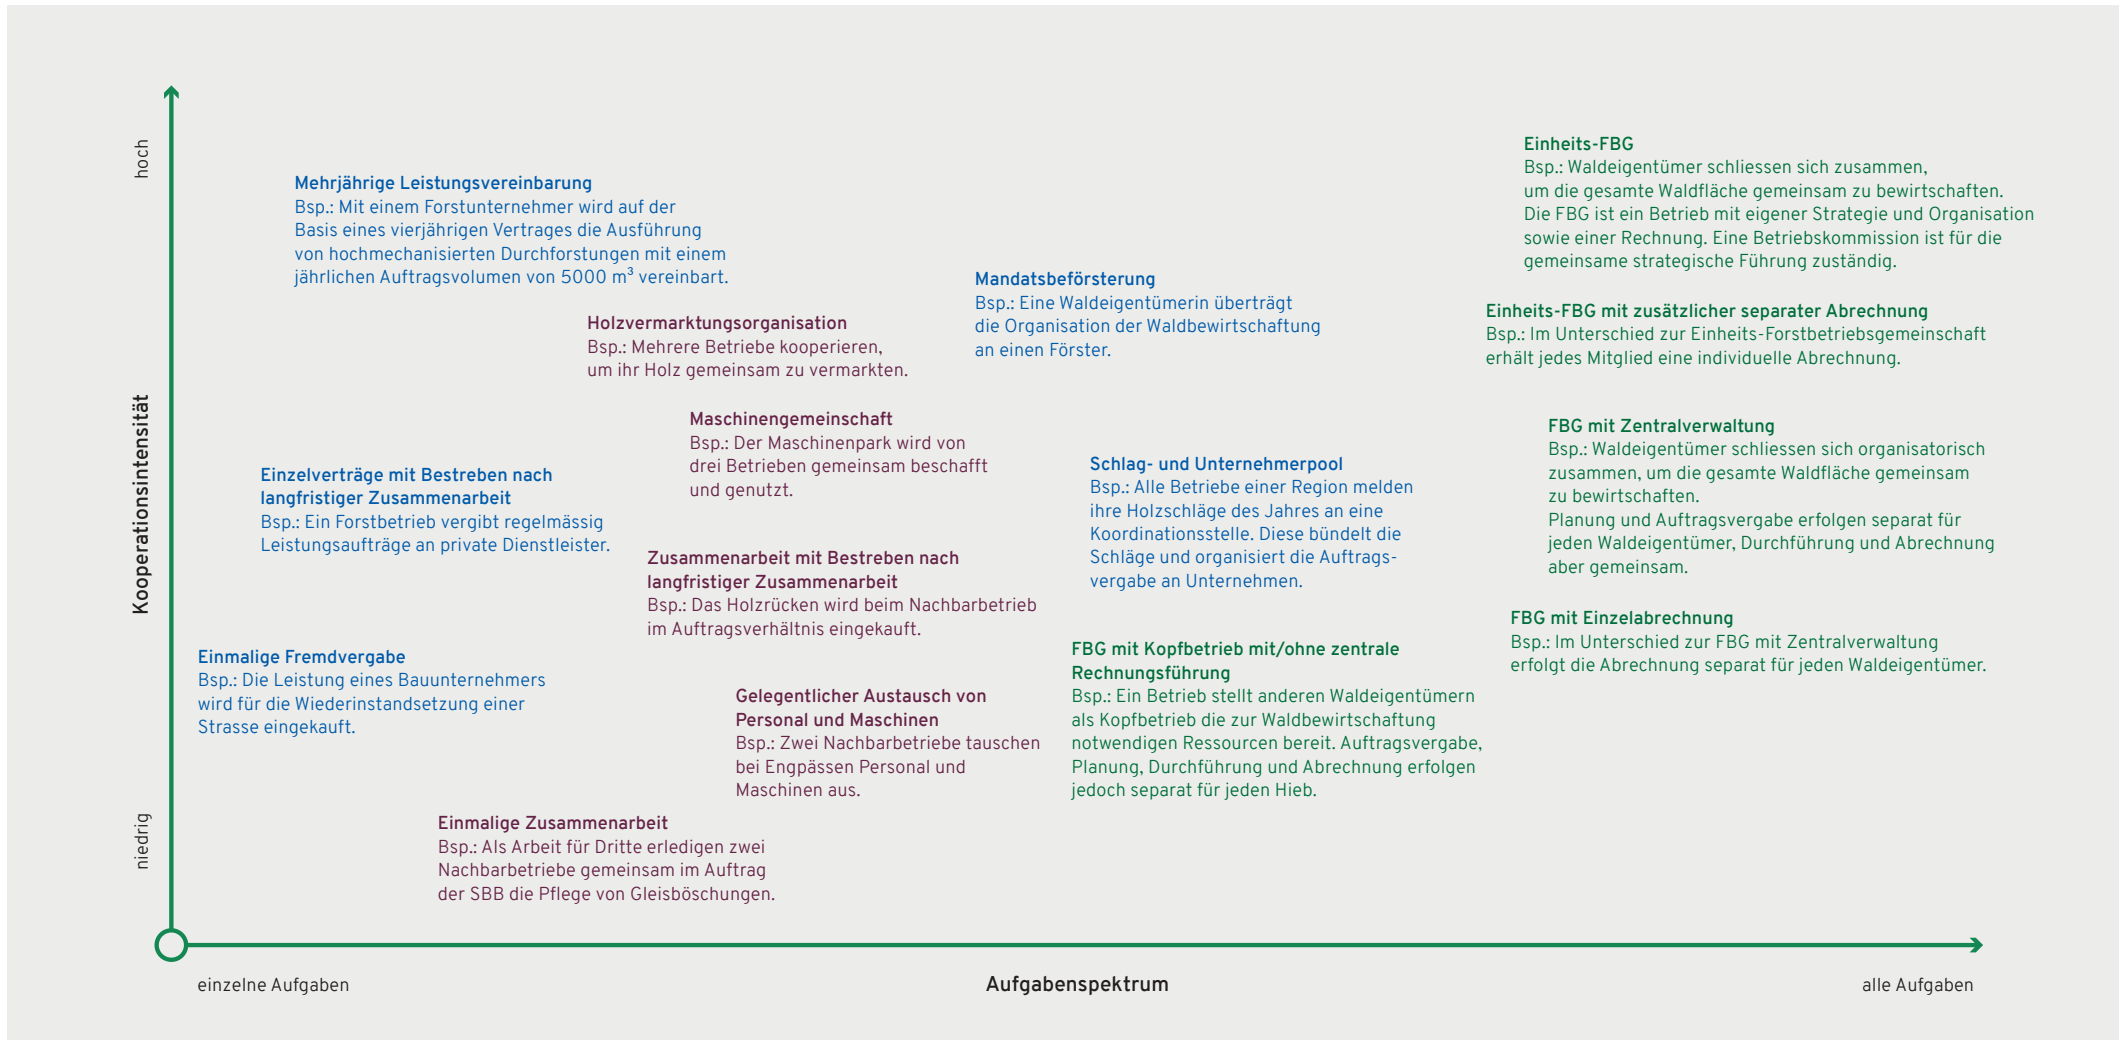 hoch
Kooperationsintensität
niedrig
Mehrjährige Leistungsvereinbarung
Bsp.: Mit einem Forstunternehmer wird auf der
Basis eines vierjährigen Vertrages die Ausführung
von hochmechanisierten Durchforstungen mit einem
jährlichen Auftragsvolumen von 5000 m³ vereinbart.
Holzvermarktungsorganisation
Bsp.: Mehrere Betriebe kooperieren,
um ihr Holz gemeinsam zu vermarkten.
Mandatsbeförsterung
Bsp.: Eine Waldeigentümerin überträgt
die Organisation der Waldbewirtschaftung
an einen Förster.
Einheits-FBG
Bsp.: Waldeigentümer schliessen sich zusammen,
um die gesamte Waldfläche gemeinsam zu bewirtschaften.
Die FBG ist ein Betrieb mit eigener Strategie und Organisation
sowie einer Rechnung. Eine Betriebskommission ist für die
gemeinsame strategische Führung zuständig.
Einheits-FBG mit zusätzlicher separater Abrechnung
Bsp.: Im Unterschied zur Einheits-Forstbetriebsgemeinschaft
erhält jedes Mitglied eine individuelle Abrechnung.
Maschinengemeinschaft
Bsp.: Der Maschinenpark wird von
drei Betrieben gemeinsam beschafft
und genutzt.
Einzelverträge mit Bestreben nach
langfristiger Zusammenarbeit
Bsp.: Ein Forstbetrieb vergibt regelmässig
Leistungsaufträge an private Dienstleister.
Schlag- und Unternehmerpool
Bsp.: Alle Betriebe einer Region melden
ihre Holzschläge des Jahres an eine
Koordinationsstelle. Diese bündelt die
Schläge und organisiert die Auftrags-
vergabe an Unternehmen.
FBG mit Zentralverwaltung
Bsp.: Waldeigentümer schliessen sich organisatorisch
zusammen, um die gesamte Waldfläche gemeinsam
zu bewirtschaften.
Planung und Auftragsvergabe erfolgen separat für
jeden Waldeigentümer, Durchführung und Abrechnung
aber gemeinsam.
Zusammenarbeit mit Bestreben nach
langfristiger Zusammenarbeit
Bsp.: Das Holzrücken wird beim Nachbarbetrieb
im Auftragsverhältnis eingekauft.
FBG mit Einzelabrechnung
Bsp.: Im Unterschied zur FBG mit Zentralverwaltung
erfolgt die Abrechnung separat für jeden Waldeigentümer.
Einmalige Fremdvergabe
Bsp.: Die Leistung eines Bauunternehmers
wird für die Wiederinstandsetzung einer
Strasse eingekauft.
Gelegentlicher Austausch von
Personal und Maschinen
Bsp.: Zwei Nachbarbetriebe tauschen
bei Engpässen Personal und
Maschinen aus.
FBG mit Kopfbetrieb mit/ohne zentrale
Rechnungsführung
Bsp.: Ein Betrieb stellt anderen Waldeigentümern
als Kopfbetrieb die zur Waldbewirtschaftung
notwendigen Ressourcen bereit. Auftragsvergabe,
Planung, Durchführung und Abrechnung erfolgen
jedoch separat für jeden Hieb.
Einmalige Zusammenarbeit
Bsp.: Als Arbeit für Dritte erledigen zwei
Nachbarbetriebe gemeinsam im Auftrag
der SBB die Pflege von Gleisböschungen.
einzelne Aufgaben
Aufgabenspektrum
alle Aufgaben